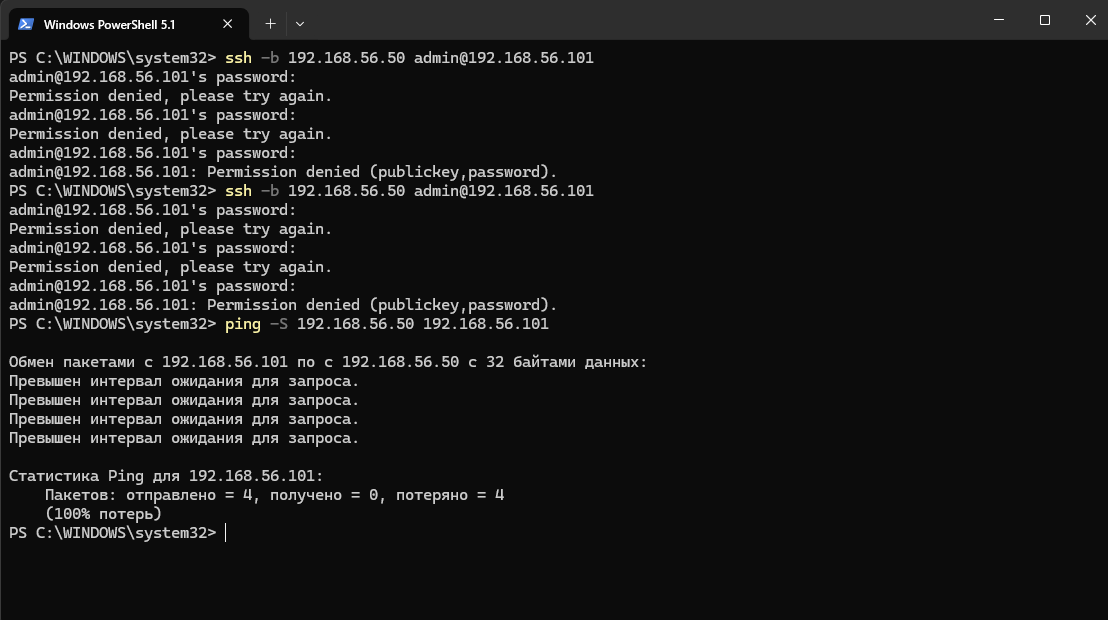 Windows PowerShell 5.1
PS C:\WINDOWS\system32> ssh -b 192.168.56.50 admin@192.168.56.101
admin@192.168.56.101's password:
Permission denied, please try again.
admin@192.168.56.101's password:
Permission denied, please try again.
admin@192.168.56.101's password:
admin@192.168.56.101: Permission denied (publickey,password).
PS C:\WINDOWS\system32> ssh -b 192.168.56.50 admin@192.168.56.101
admin@192.168.56.101's password:
Permission denied, please try again.
admin@192.168.56.101's password:
Permission denied, please try again.
admin@192.168.56.101's password:
admin@192.168.56.101: Permission denied (publickey,password).
PS C:\WINDOWS\system32> ping -S 192.168.56.50 192.168.56.101
Обмен пакетами с 192.168.56.101 по с 192.168.56.50 с 32 байтами данных:
Превышен интервал ожидания для запроса.
Превышен интервал ожидания для запроса.
Превышен интервал ожидания для запроса.
Превышен интервал ожидания для запроса.
Статистика Ping для 192.168.56.101:
Пакетов: отправлено = 4, получено = 0, потеряно = 4
(100% потерь)
PS C:\WINDOWS\system32>